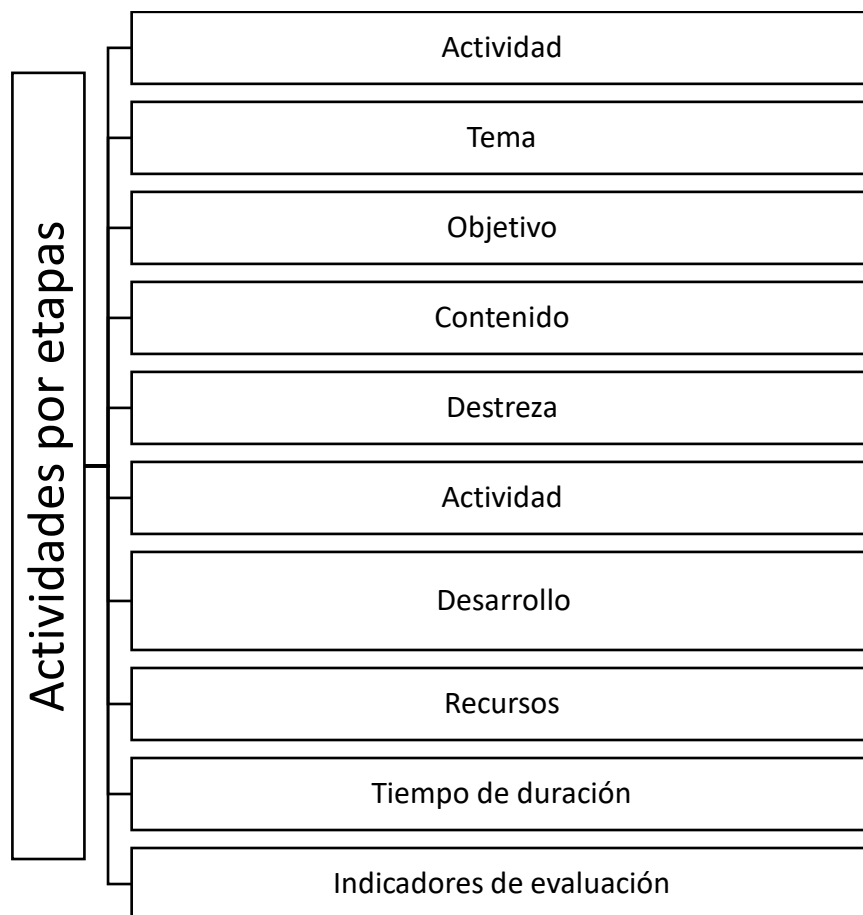 Actividades por etapas
Actividad
Tema
Objetivo
Contenido
Destreza
Actividad
Desarrollo
Recursos
Tiempo de duración
Indicadores de evaluación